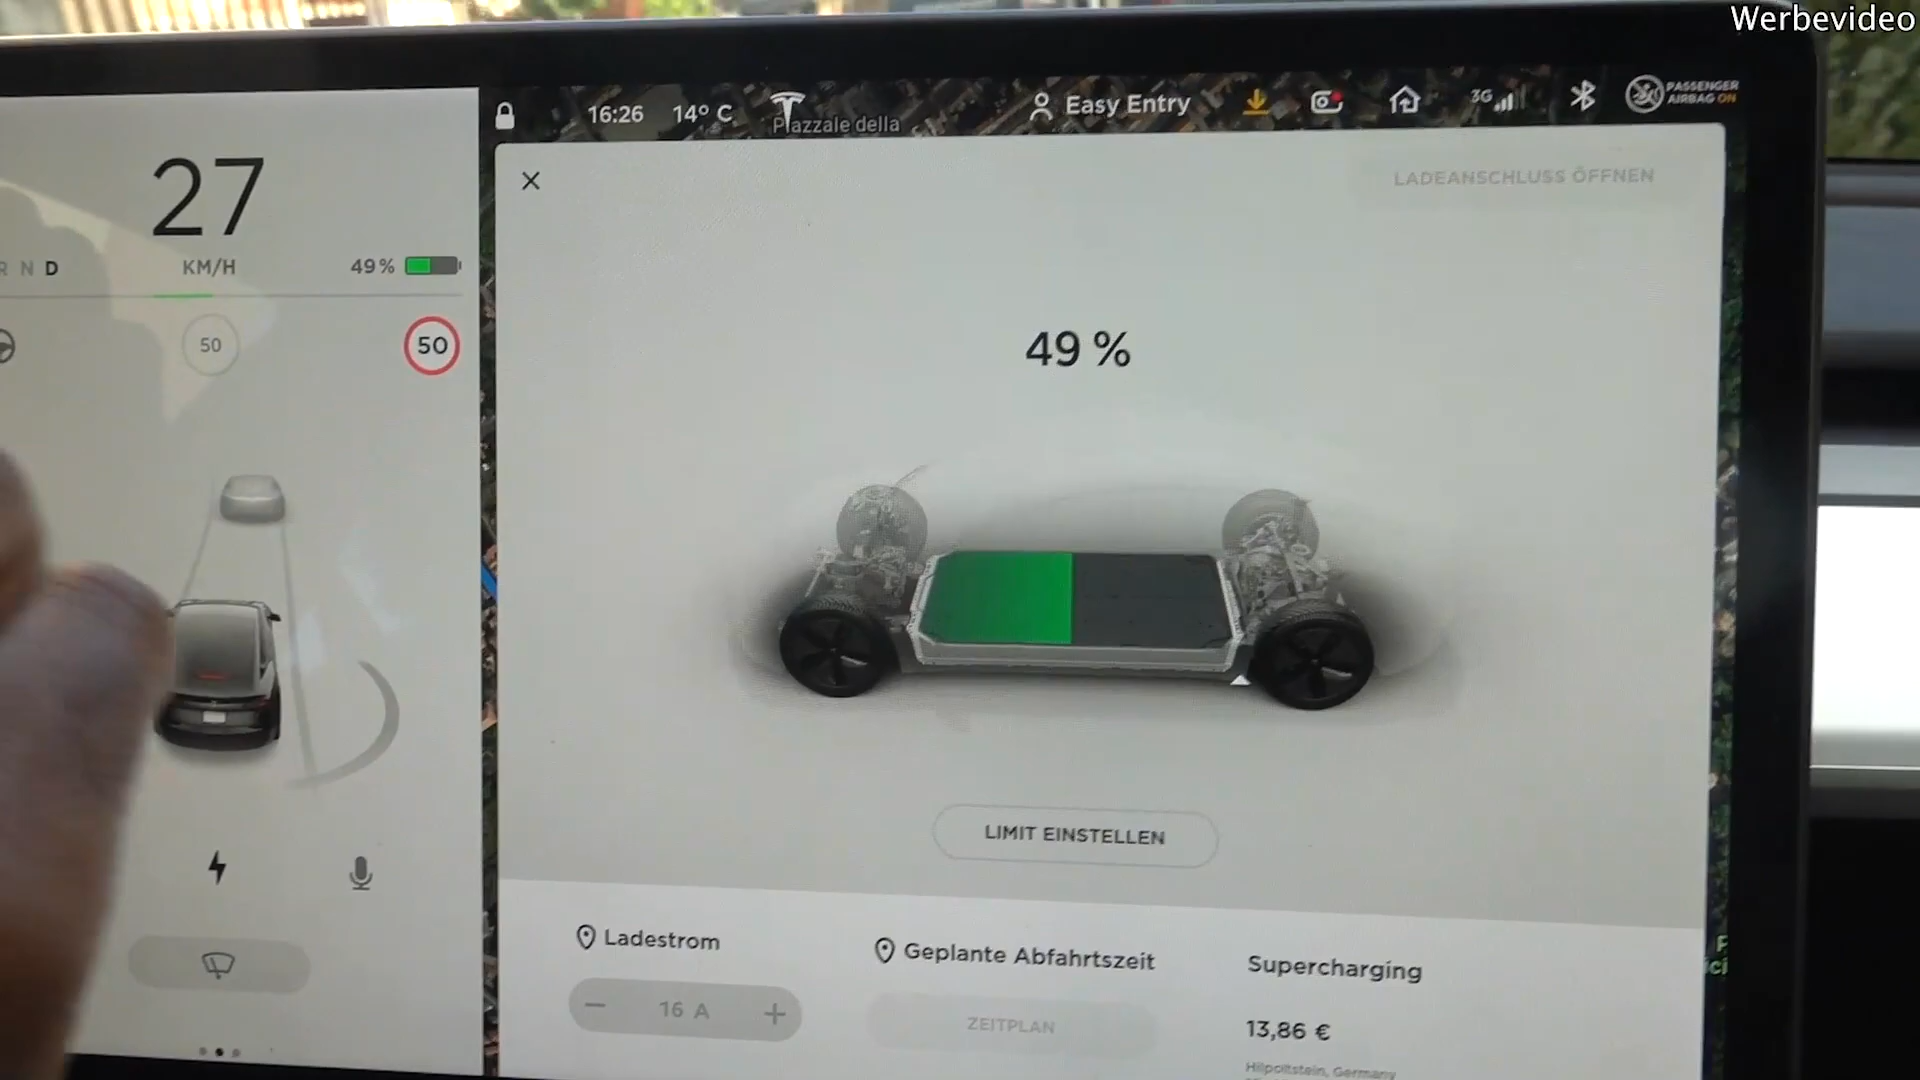 Werbevideo
16:26 14° C Piazzale della Easy Entry 3G PASSENGER
AIRBAG ON
27
KM/H
R N D
49 %
50
50
LADEANSCHLUSS ÖFFNEN
49 %
LIMIT EINSTELLEN
Ladestrom
16 A
Geplante Abfahrtszeit
ZEITPLAN
Supercharging
13,86 €
Hilpoltstein, Germany